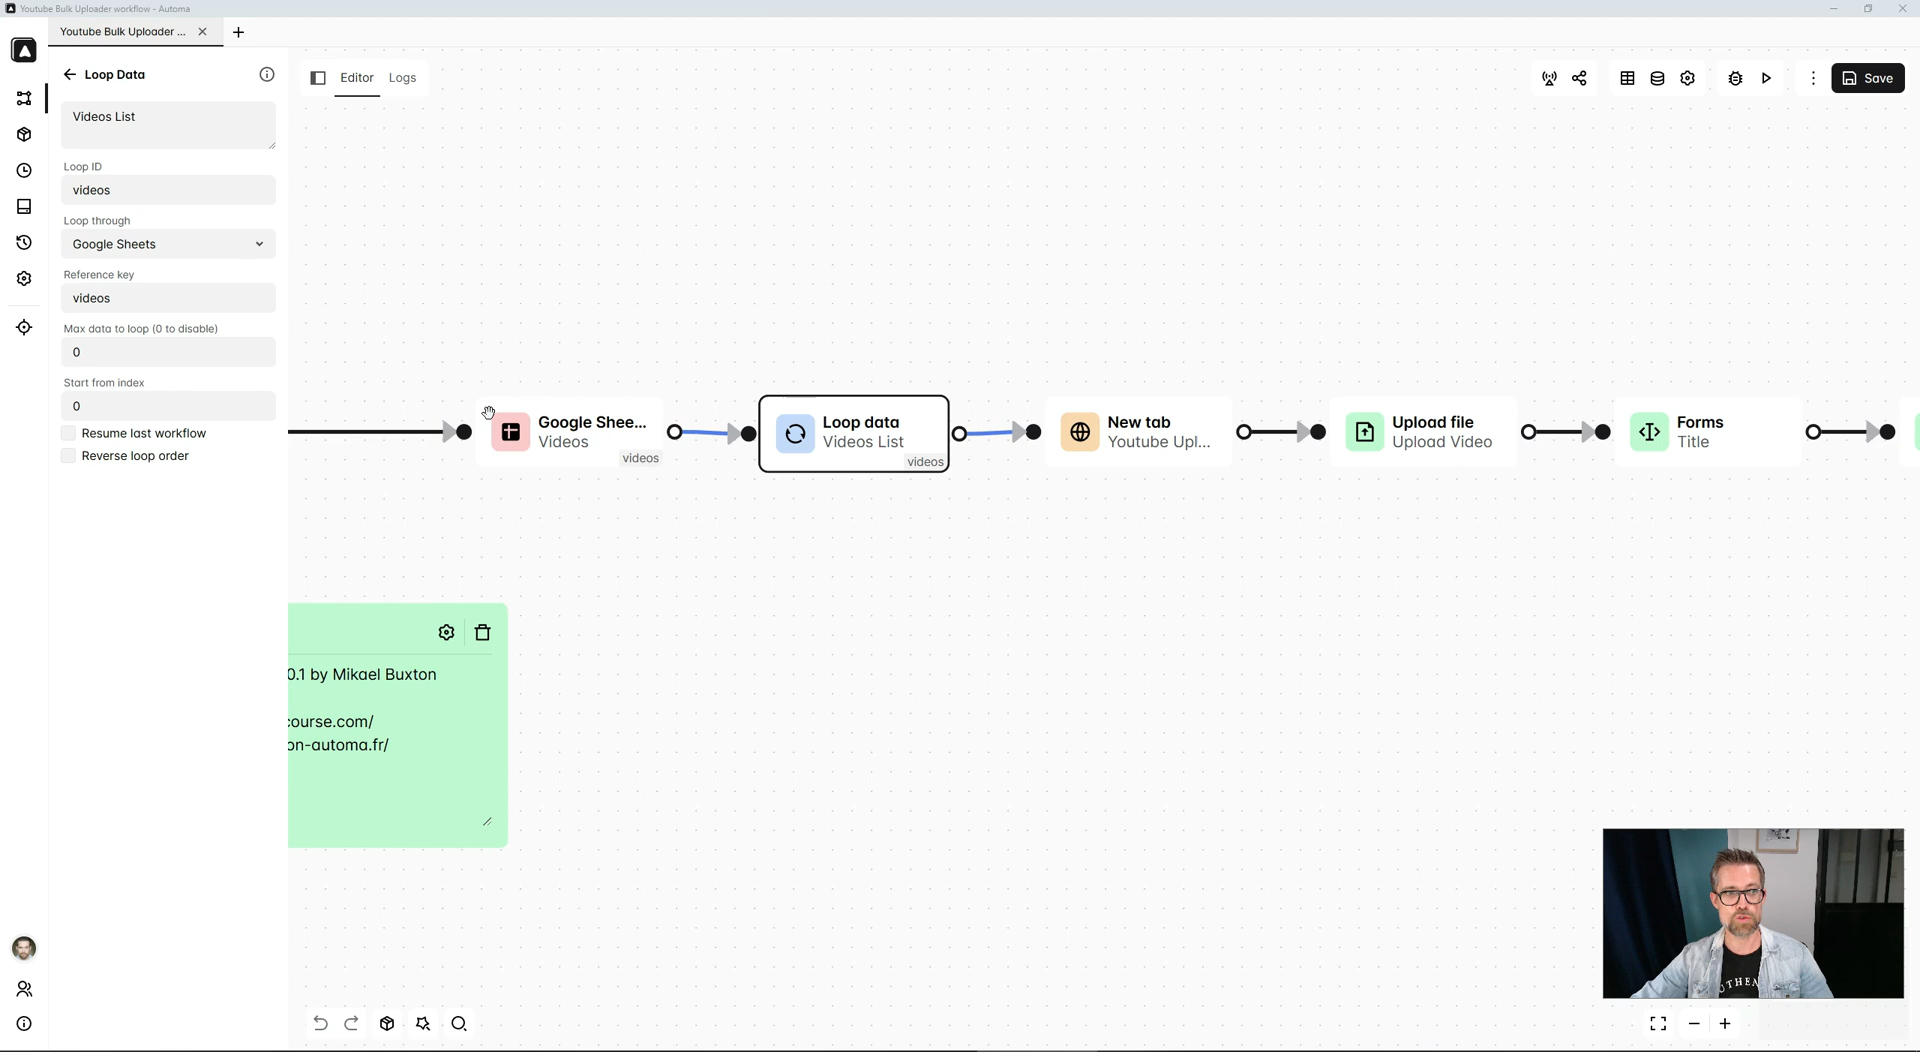 Youtube Bulk Uploader workflow - Automa
Youtube Bulk Uploader ...
Loop Data
Editor
Logs
Save
Videos List
Loop ID
videos
Loop through
Google Sheets
Reference key
videos
Max data to loop (0 to disable)
0
Start from index
0
Resume last workflow
Reverse loop order
Google Shee...
Videos
videos
Loop data
Videos List
videos
New tab
Youtube Upl...
Upload file
Upload Video
Forms
Title
0.1 by Mikael Buxton
course.com/
on-automa.fr/
UTHEN